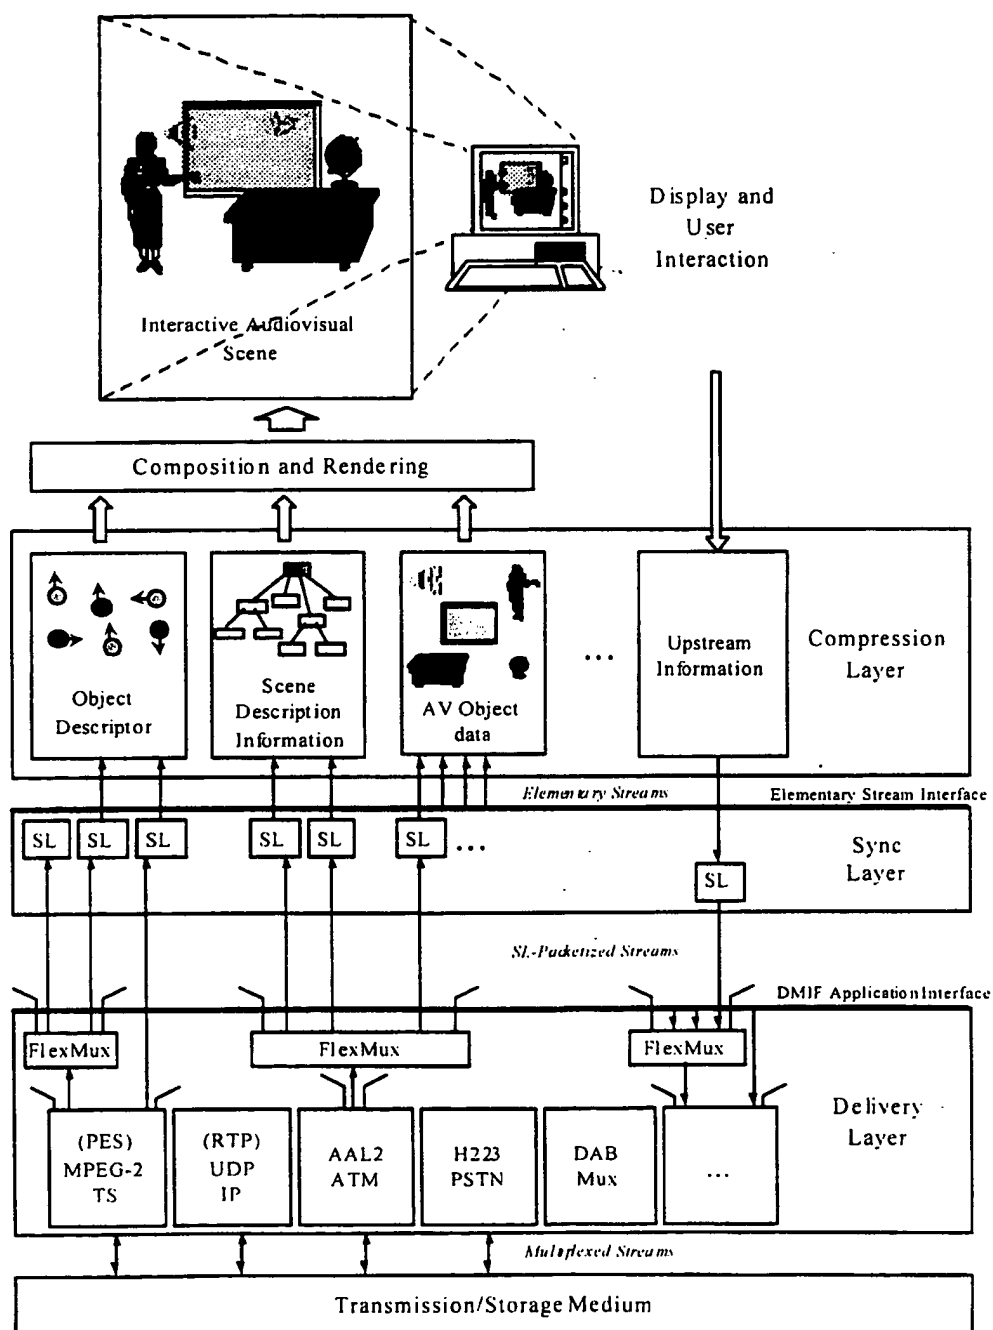 Display and
User
Interaction
Interactive Audiovisual
Scene
Composition and Rendering
Object
Descriptor
Scene
Description
Information
AV Object
data
...
Upstream
Information
Compression
Layer
Elementary Streams
Elementary Stream Interface
SL
SL
SL
SL
SL
SL
...
SL
Sync
Layer
SL-Packetized Streams
DMIF Application Interface
FlexMux
FlexMux
FlexMux
Delivery
Layer
(PES)
MPEG-2
TS
(RTP)
UDP
IP
AAL2
ATM
H223
PSTN
DAB
Mux
...
Multiplexed Streams
Transmission/Storage Medium